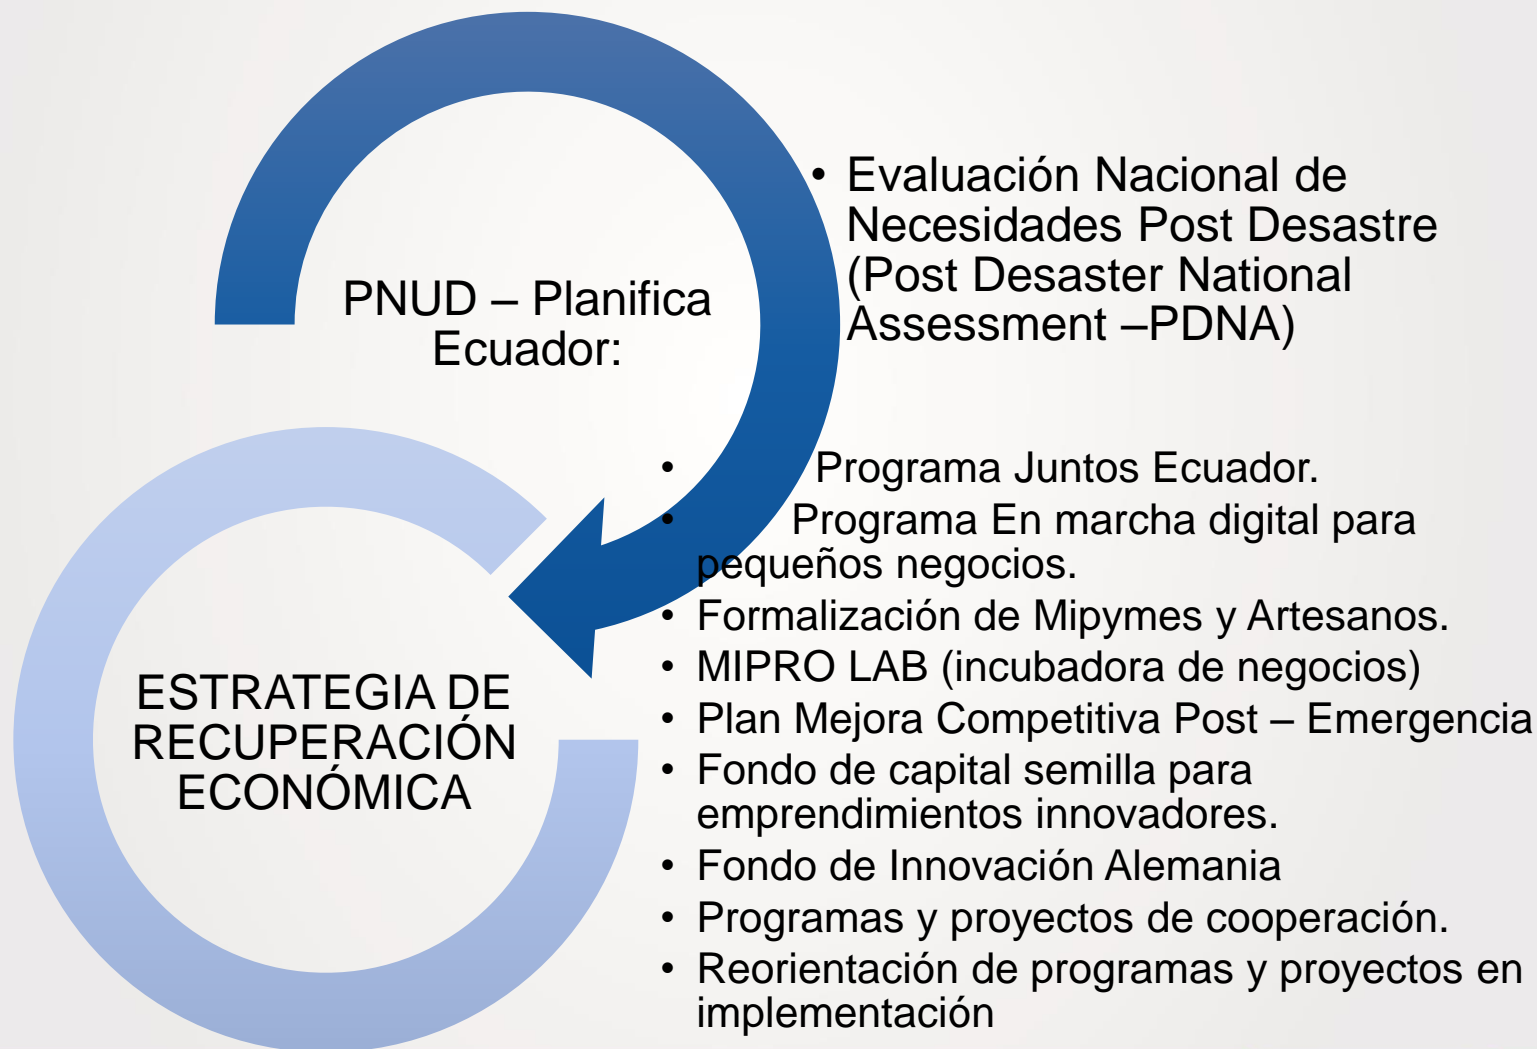 PNUD – Planifica
Ecuador:
• Evaluación Nacional de
Necesidades Post Desastre
(Post Desaster National
Assessment –PDNA)
ESTRATEGIA DE
RECUPERACIÓN
ECONÓMICA
• Programa Juntos Ecuador.
• Programa En marcha digital para
pequeños negocios.
• Formalización de Mipymes y Artesanos.
• MIPRO LAB (incubadora de negocios)
• Plan Mejora Competitiva Post – Emergencia
• Fondo de capital semilla para
emprendimientos innovadores.
• Fondo de Innovación Alemania
• Programas y proyectos de cooperación.
• Reorientación de programas y proyectos en
implementación